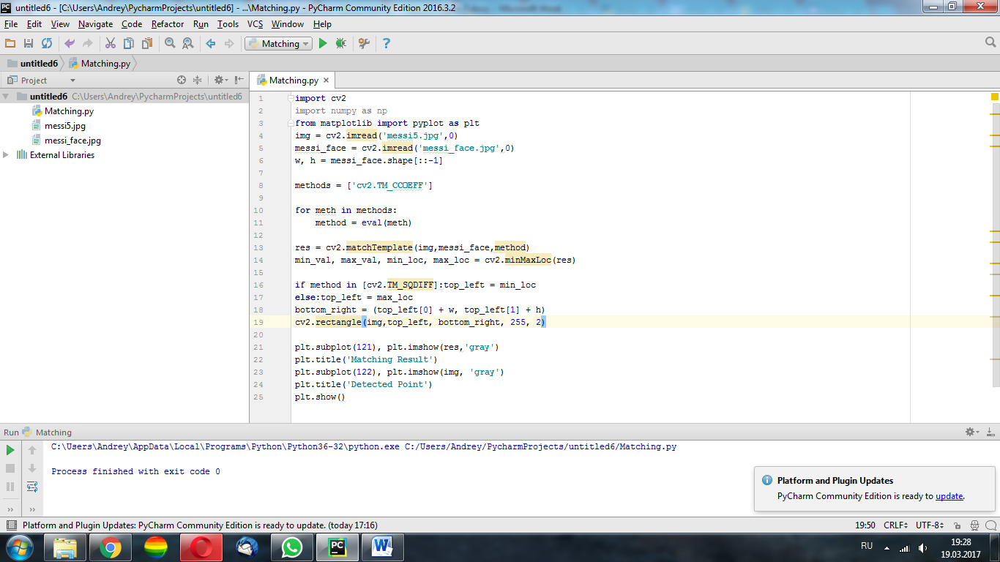 untitled6 - [C:\Users\Andrey\PycharmProjects\untitled6] - ...\Matching.py - PyCharm Community Edition 2016.3.2
File Edit View Navigate Code Refactor Run Tools VCS Window Help
Matching
untitled6 Matching.py
Project
Matching.py
untitled6 C:\Users\Andrey\PycharmProjects\untitled6
Matching.py
messi5.jpg
messi_face.jpg
External Libraries
1 import cv2
2 import numpy as np
3 from matplotlib import pyplot as plt
4 img = cv2.imread('messi5.jpg',0)
5 messi_face = cv2.imread('messi_face.jpg',0)
6 w, h = messi_face.shape[::-1]
7
8 methods = ['cv2.TM_CCOEFF']
9
10 for meth in methods:
11     method = eval(meth)
12
13 res = cv2.matchTemplate(img,messi_face,method)
14 min_val, max_val, min_loc, max_loc = cv2.minMaxLoc(res)
15
16 if method in [cv2.TM_SQDIFF]:top_left = min_loc
17 else:top_left = max_loc
18 bottom_right = (top_left[0] + w, top_left[1] + h)
19 cv2.rectangle(img,top_left, bottom_right, 255, 2)
20
21 plt.subplot(121), plt.imshow(res,'gray')
22 plt.title('Matching Result')
23 plt.subplot(122), plt.imshow(img, 'gray')
24 plt.title('Detected Point')
25 plt.show()
Run Matching
C:\Users\Andrey\AppData\Local\Programs\Python\Python36-32\python.exe C:/Users/Andrey/PycharmProjects/untitled6/Matching.py
Process finished with exit code 0
Platform and Plugin Updates
PyCharm Community Edition is ready to update.
Platform and Plugin Updates: PyCharm Community Edition is ready to update. (today 17:16)
19:50 CRLF UTF-8
RU
19:28
19.03.2017